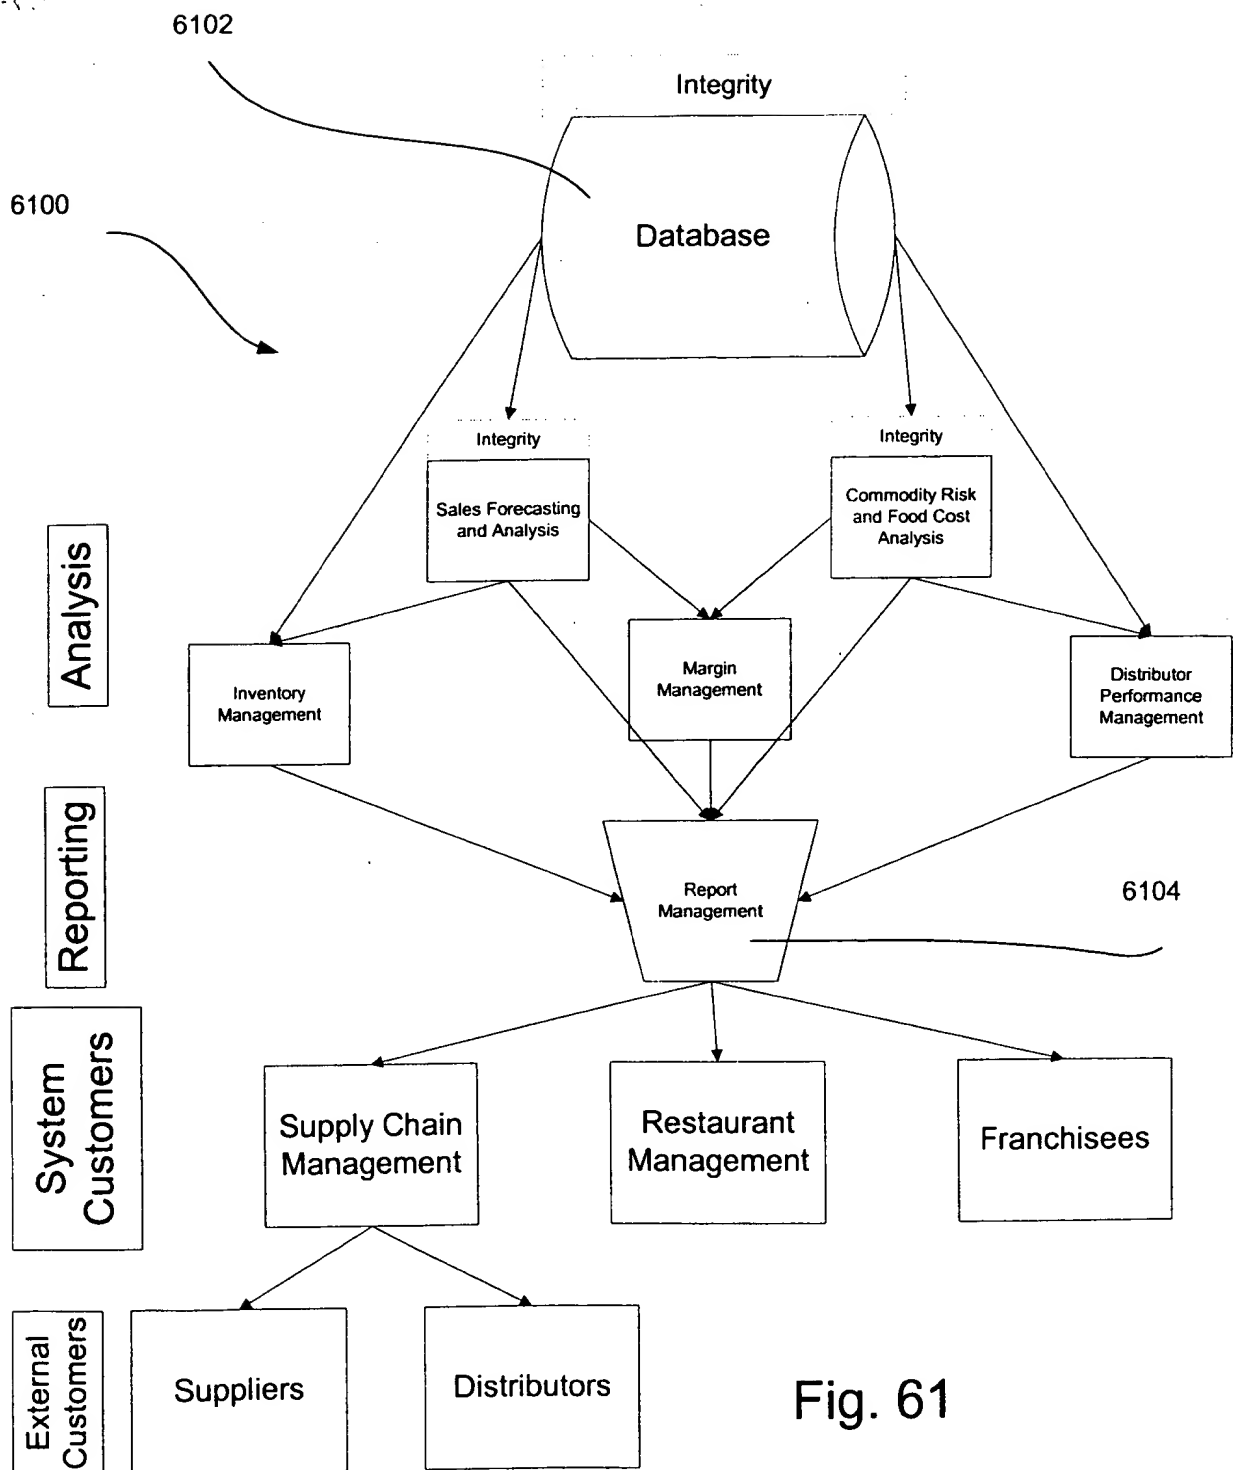 6102
Integrity
6100
Database
Integrity
Integrity
Sales Forecasting
and Analysis
Commodity Risk
and Food Cost
Analysis
Analysis
Inventory
Management
Margin
Management
Distributor
Performance
Management
Reporting
Report
Management
6104
System
Customers
Supply Chain
Management
Restaurant
Management
Franchisees
External
Customers
Suppliers
Distributors
Fig. 61